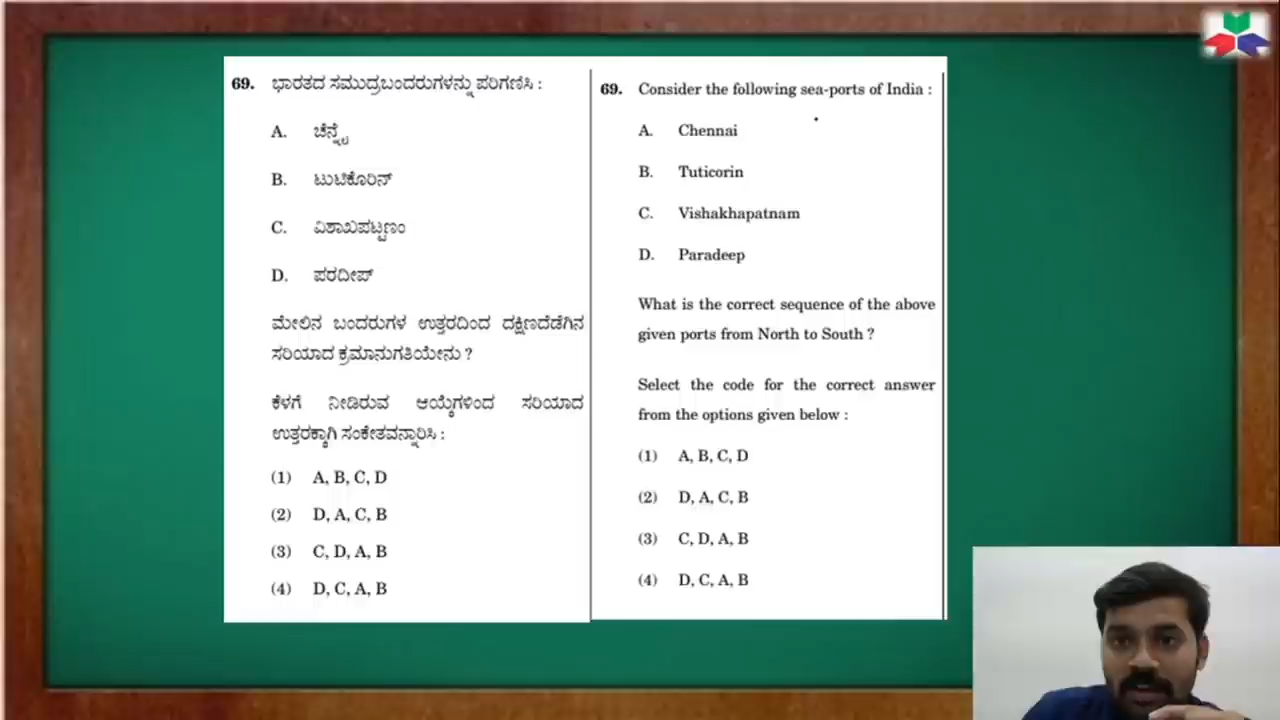 69. ಭಾರತದ ಸಮುದ್ರಬಂದರುಗಳನ್ನು ಪರಿಗಣಿಸಿ :
A. ಚೆನ್ನೈ
B. ಟುಟಿಕೊರಿನ್
C. ವಿಶಾಖಪಟ್ಟಣಂ
D. ಪರದೀಪ್
ಮೇಲಿನ ಬಂದರುಗಳ ಉತ್ತರದಿಂದ ದಕ್ಷಿಣದೆಡೆಗಿನ
ಸರಿಯಾದ ಕ್ರಮಾನುಗತಿಯೇನು ?
ಕೆಳಗೆ ನೀಡಿರುವ ಆಯ್ಕೆಗಳಿಂದ ಸರಿಯಾದ
ಉತ್ತರಕ್ಕಾಗಿ ಸಂಕೇತವನ್ನಾರಿಸಿ :
(1) A, B, C, D
(2) D, A, C, B
(3) C, D, A, B
(4) D, C, A, B
69. Consider the following sea-ports of India :
A. Chennai
B. Tuticorin
C. Vishakhapatnam
D. Paradeep
What is the correct sequence of the above
given ports from North to South ?
Select the code for the correct answer
from the options given below :
(1) A, B, C, D
(2) D, A, C, B
(3) C, D, A, B
(4) D, C, A, B